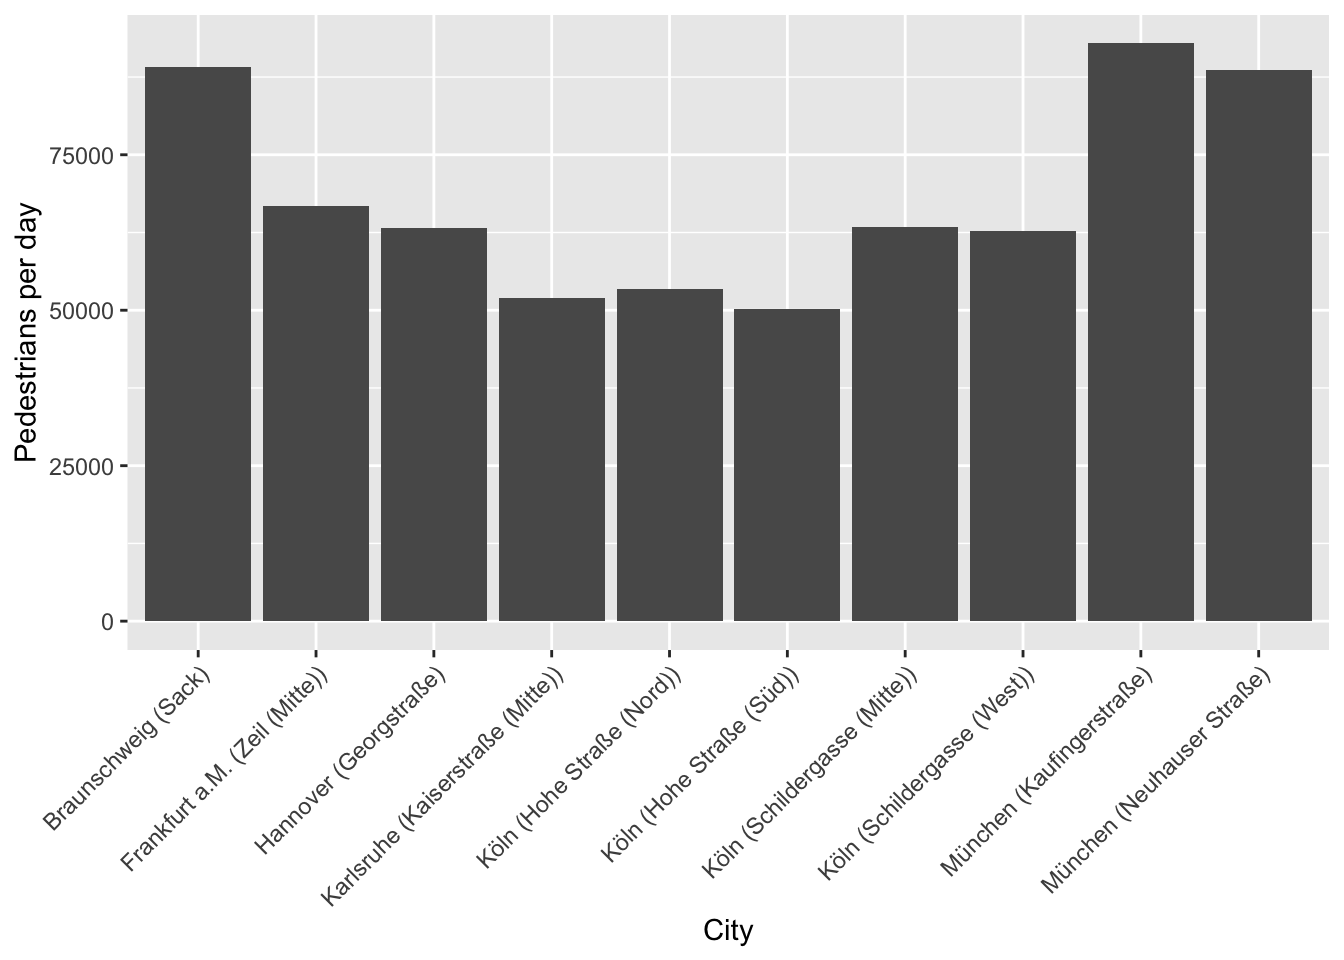 Pedestrians per day
75000
50000
25000
0
Braunschweig (Sack)
Frankfurt a.M. (Zeil (Mitte))
Hannover (Georgstraße)
Karlsruhe (Kaiserstraße (Mitte))
Köln (Hohe Straße (Nord))
Köln (Hohe Straße (Süd))
Köln (Schildergasse (Mitte))
Köln (Schildergasse (West))
München (Kaufingerstraße)
München (Neuhauser Straße)
City